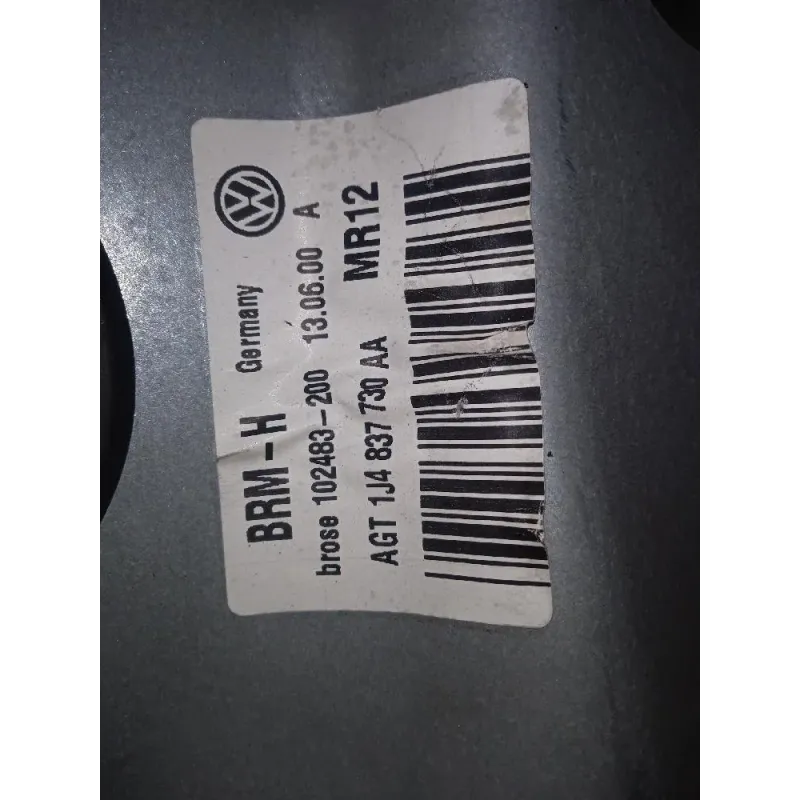 BRM-H Germany
brose 102483-200 13.06.00 A
AGT 1J4 837 730 AA MR12